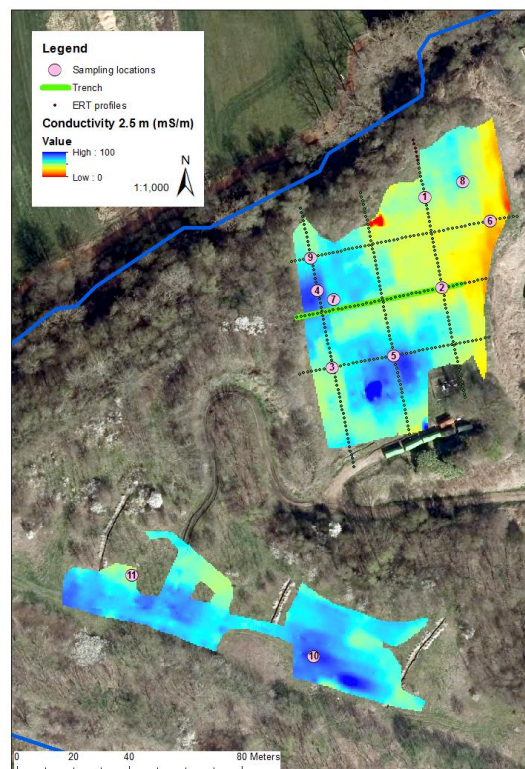 Legend
Sampling locations
Trench
ERT profiles
Conductivity 2.5 m (mS/m)
Value
High : 100
Low : 0
N
1:1,000
8
1
6
9
2
4
7
5
3
11
10
0 20 40 80 Meters